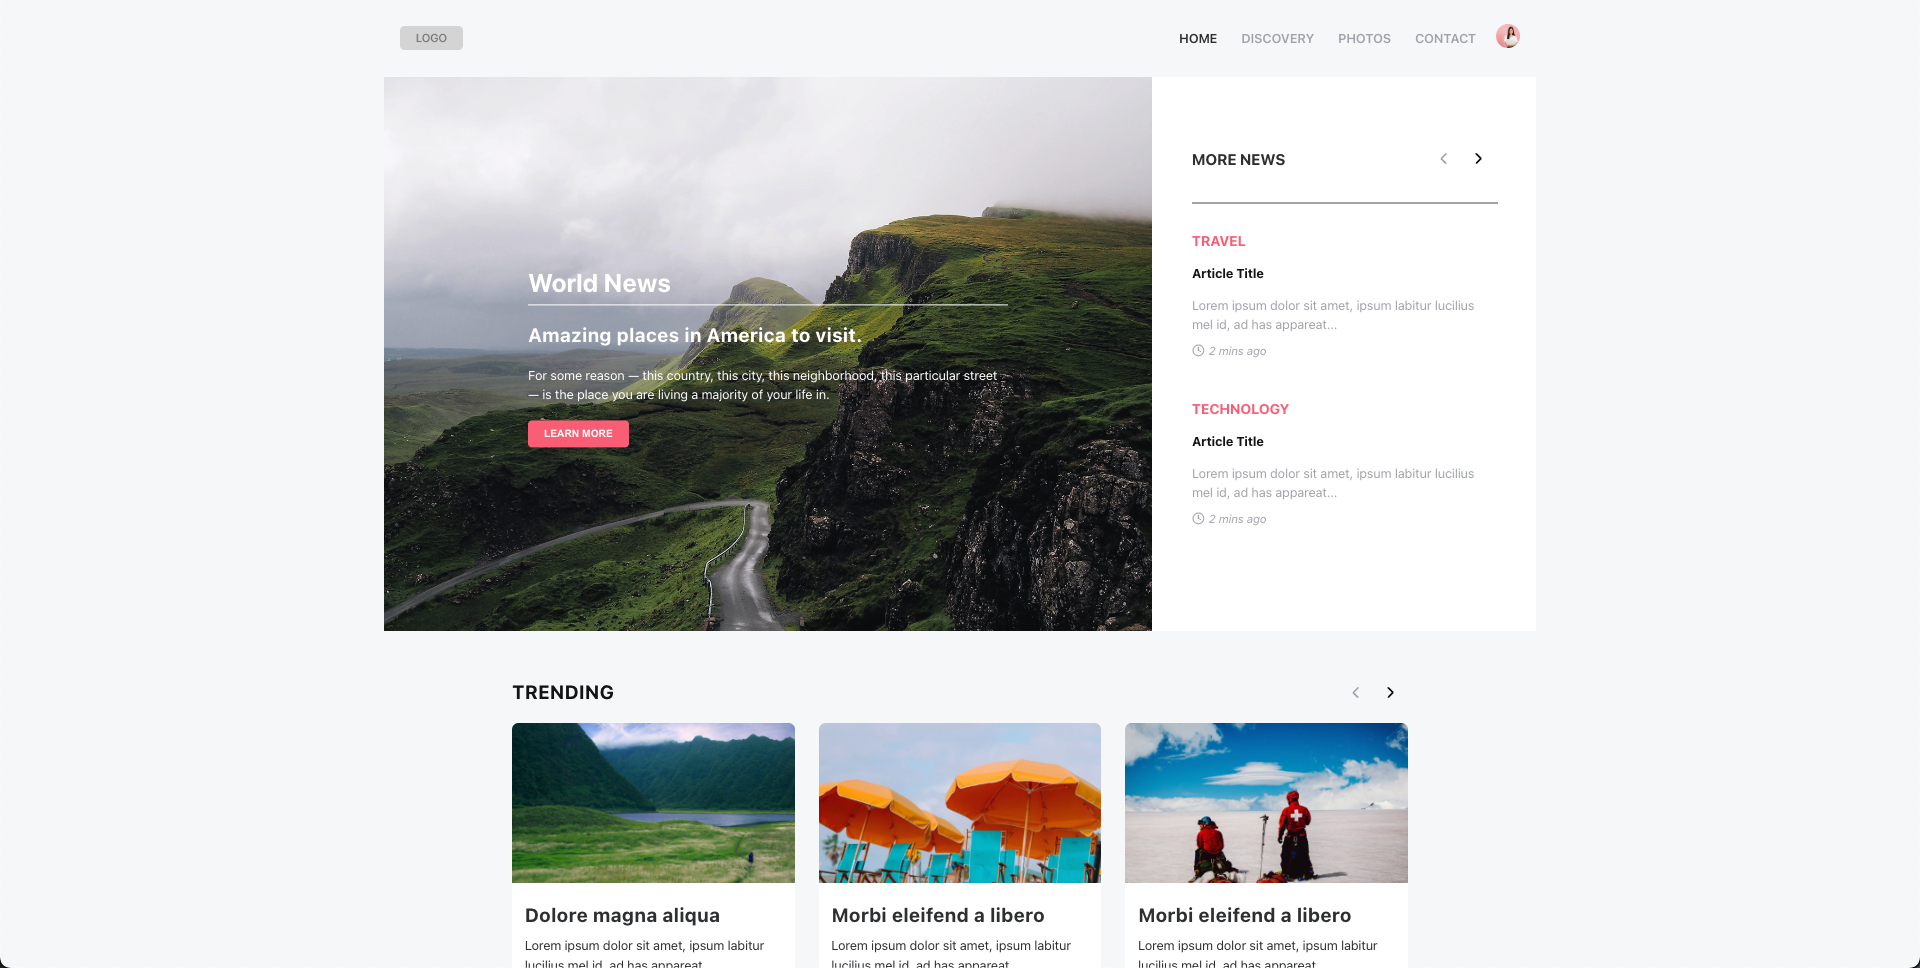 LOGO
HOME DISCOVERY PHOTOS CONTACT
World News
Amazing places in America to visit.
For some reason — this country, this city, this neighborhood, this particular street
— is the place you are living a majority of your life in.
LEARN MORE
MORE NEWS
TRAVEL
Article Title
Lorem ipsum dolor sit amet, ipsum labitur lucilius
mel id, ad has appareat...
2 mins ago
TECHNOLOGY
Article Title
Lorem ipsum dolor sit amet, ipsum labitur lucilius
mel id, ad has appareat...
2 mins ago
TRENDING
Dolore magna aliqua
Lorem ipsum dolor sit amet, ipsum labitur
lucilius mel id, ad has appareat
Morbi eleifend a libero
Lorem ipsum dolor sit amet, ipsum labitur
lucilius mel id, ad has appareat
Morbi eleifend a libero
Lorem ipsum dolor sit amet, ipsum labitur
lucilius mel id, ad has appareat